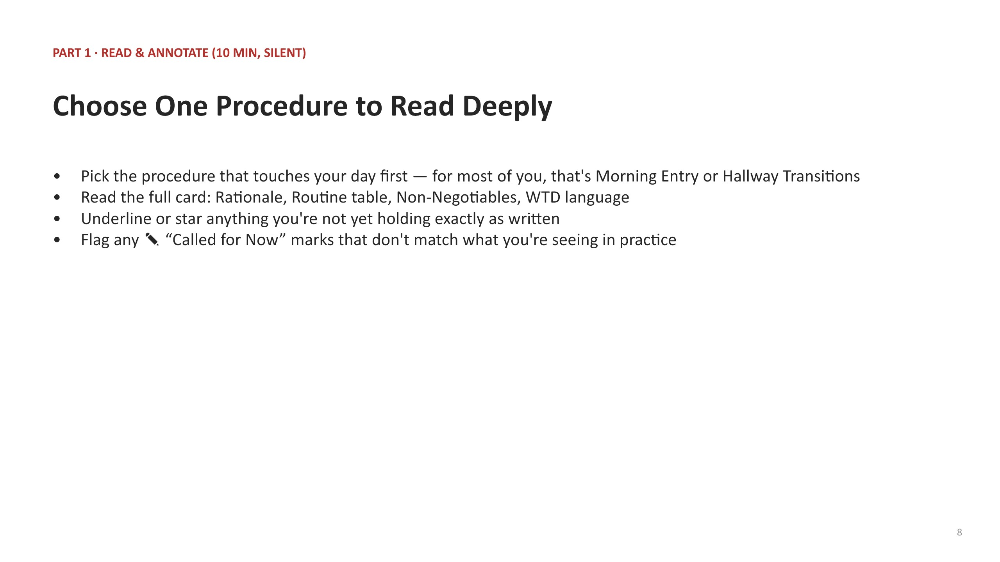 PART 1 · READ & ANNOTATE (10 MIN, SILENT)
Choose One Procedure to Read Deeply
• Pick the procedure that touches your day first — for most of you, that's Morning Entry or Hallway Transitions
• Read the full card: Rationale, Routine table, Non-Negotiables, WTD language
• Underline or star anything you're not yet holding exactly as written
• Flag any ✎ “Called for Now” marks that don't match what you're seeing in practice
8